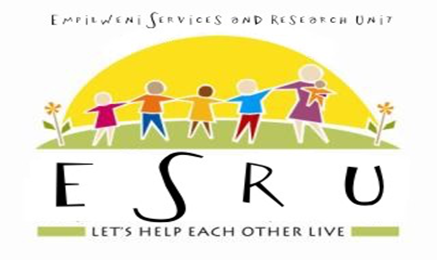 EMPILWENI SERVICES AND RESEARCH UNIT
ESRU
LET'S HELP EACH OTHER LIVE